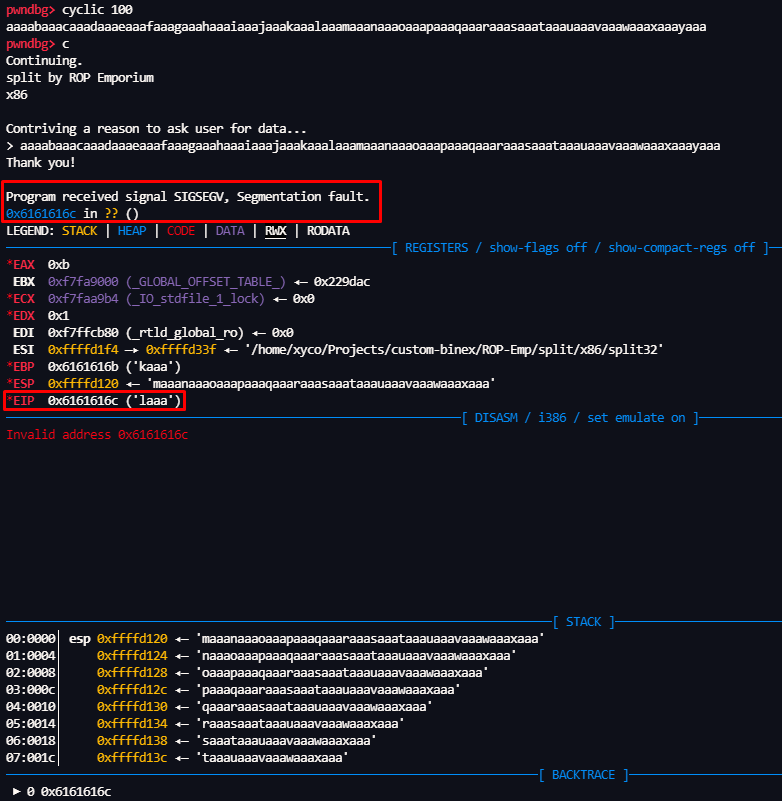 pwndbg> cyclic 100
aaaabaaacaaadaaaeaaafaaagaaahaaaiaaajaaakaaalaaamaaanaaaoaaapaaaqaaaraaasaaataaauaaavaaawaaaxaaayaaa
pwndbg> c
Continuing.
split by ROP Emporium
x86
Contriving a reason to ask user for data...
> aaaabaaacaaadaaaeaaafaaagaaahaaaiaaajaaakaaalaaamaaanaaaoaaapaaaqaaaraaasaaataaauaaavaaawaaaxaaayaaa
Thank you!
Program received signal SIGSEGV, Segmentation fault.
0x6161616c in ?? ()
LEGEND: STACK | HEAP | CODE | DATA | RWX | RODATA
[ REGISTERS / show-flags off / show-compact-regs off ]
*EAX 0xb
EBX 0xf7fa9000 (_GLOBAL_OFFSET_TABLE_) ◂— 0x229dac
*ECX 0xf7faa9b4 (_IO_stdfile_1_lock) ◂— 0x0
*EDX 0x1
EDI 0xf7ffcb80 (_rtld_global_ro) ◂— 0x0
ESI 0xffffd1f4 —▸ 0xffffd33f ◂— '/home/xyco/Projects/custom-binex/ROP-Emp/split/x86/split32'
*EBP 0x6161616b ('kaaa')
*ESP 0xffffd120 ◂— 'maaanaaaoaaapaaaqaaaraaasaaataaauaaavaaawaaaxaaa'
*EIP 0x6161616c ('laaa')
[ DISASM / i386 / set emulate on ]
Invalid address 0x6161616c
[ STACK ]
00:0000│ esp 0xffffd120 ◂— 'maaanaaaoaaapaaaqaaaraaasaaataaauaaavaaawaaaxaaa'
01:0004│ 0xffffd124 ◂— 'naaaoaaapaaaqaaaraaasaaataaauaaavaaawaaaxaaa'
02:0008│ 0xffffd128 ◂— 'oaaapaaaqaaaraaasaaataaauaaavaaawaaaxaaa'
03:000c│ 0xffffd12c ◂— 'paaaqaaaraaasaaataaauaaavaaawaaaxaaa'
04:0010│ 0xffffd130 ◂— 'qaaaraaasaaataaauaaavaaawaaaxaaa'
05:0014│ 0xffffd134 ◂— 'raaasaaataaauaaavaaawaaaxaaa'
06:0018│ 0xffffd138 ◂— 'saaataaauaaavaaawaaaxaaa'
07:001c│ 0xffffd13c ◂— 'taaauaaavaaawaaaxaaa'
[ BACKTRACE ]
► 0 0x6161616c